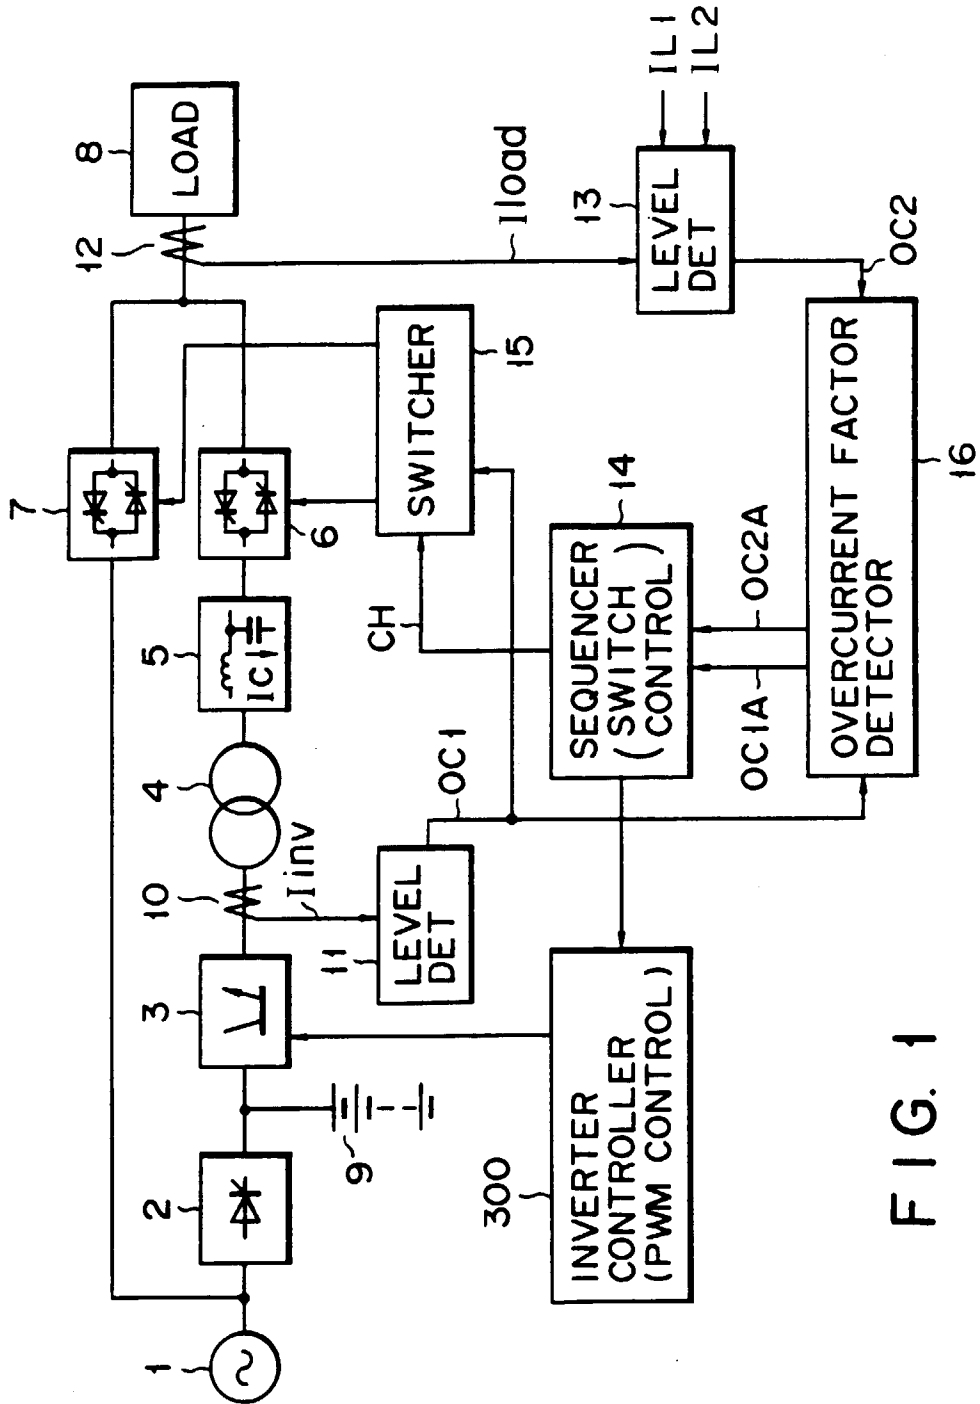 7
12
8
LOAD
1
2
3
10
4
5
IC
6
9
Iinv
11
LEVEL
DET
OC1
CH
SWITCHER
15
Iload
13
LEVEL
DET
IL1
IL2
300
INVERTER
CONTROLLER
(PWM CONTROL)
SEQUENCER
(SWITCH
CONTROL)
14
OC1A
OC2A
OC2
OVERCURRENT FACTOR
DETECTOR
16
FIG. 1